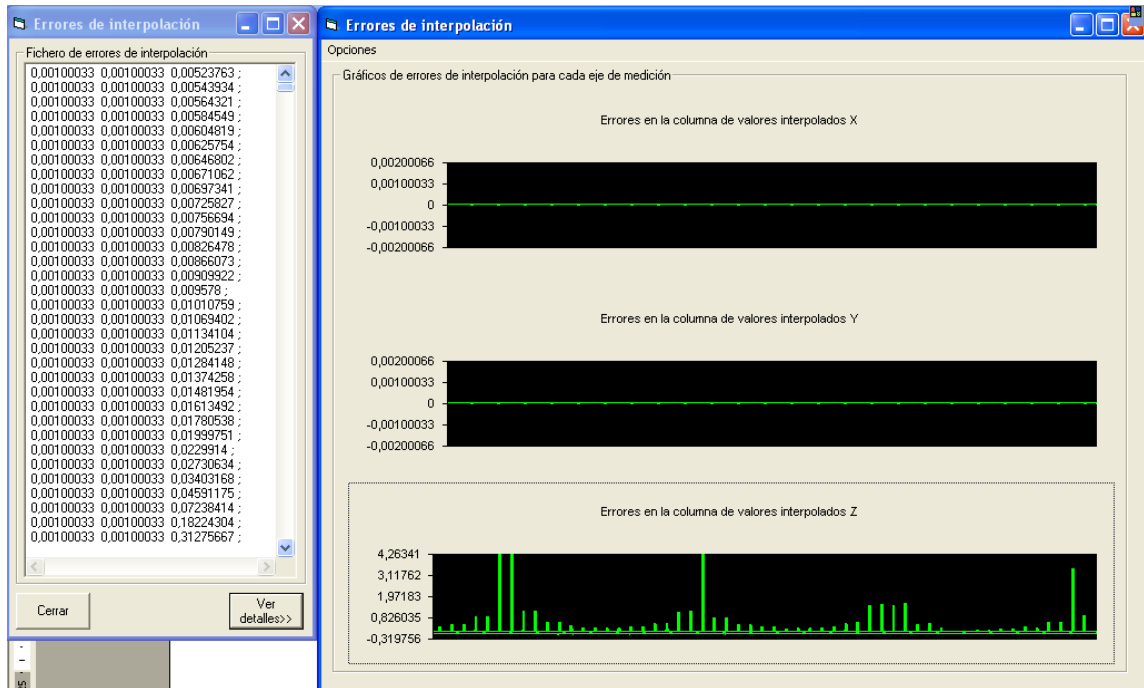 Errores de interpolación
Fichero de errores de interpolación
0,00100033 0,00100033 0,00523763 ;
0,00100033 0,00100033 0,00543934 ;
0,00100033 0,00100033 0,00564321 ;
0,00100033 0,00100033 0,00584549 ;
0,00100033 0,00100033 0,00604819 ;
0,00100033 0,00100033 0,00625754 ;
0,00100033 0,00100033 0,00646802 ;
0,00100033 0,00100033 0,00671062 ;
0,00100033 0,00100033 0,00697341 ;
0,00100033 0,00100033 0,00725827 ;
0,00100033 0,00100033 0,00756694 ;
0,00100033 0,00100033 0,00790149 ;
0,00100033 0,00100033 0,00826478 ;
0,00100033 0,00100033 0,00866073 ;
0,00100033 0,00100033 0,00909922 ;
0,00100033 0,00100033 0,009578 ;
0,00100033 0,00100033 0,01010759 ;
0,00100033 0,00100033 0,01069402 ;
0,00100033 0,00100033 0,01134104 ;
0,00100033 0,00100033 0,01205237 ;
0,00100033 0,00100033 0,01284148 ;
0,00100033 0,00100033 0,01374258 ;
0,00100033 0,00100033 0,01481954 ;
0,00100033 0,00100033 0,01613492 ;
0,00100033 0,00100033 0,01780538 ;
0,00100033 0,00100033 0,01999751 ;
0,00100033 0,00100033 0,0229914 ;
0,00100033 0,00100033 0,02730634 ;
0,00100033 0,00100033 0,03403168 ;
0,00100033 0,00100033 0,04591175 ;
0,00100033 0,00100033 0,07238414 ;
0,00100033 0,00100033 0,18224304 ;
0,00100033 0,00100033 0,31275667 ;
Cerrar
Ver
detalles>>
Errores de interpolación
Opciones
Gráficos de errores de interpolación para cada eje de medición
Errores en la columna de valores interpolados X
0,00200066
0,00100033
0
-0,00100033
-0,00200066
Errores en la columna de valores interpolados Y
0,00200066
0,00100033
0
-0,00100033
-0,00200066
Errores en la columna de valores interpolados Z
4,26341
3,11762
1,97183
0,826035
-0,319756